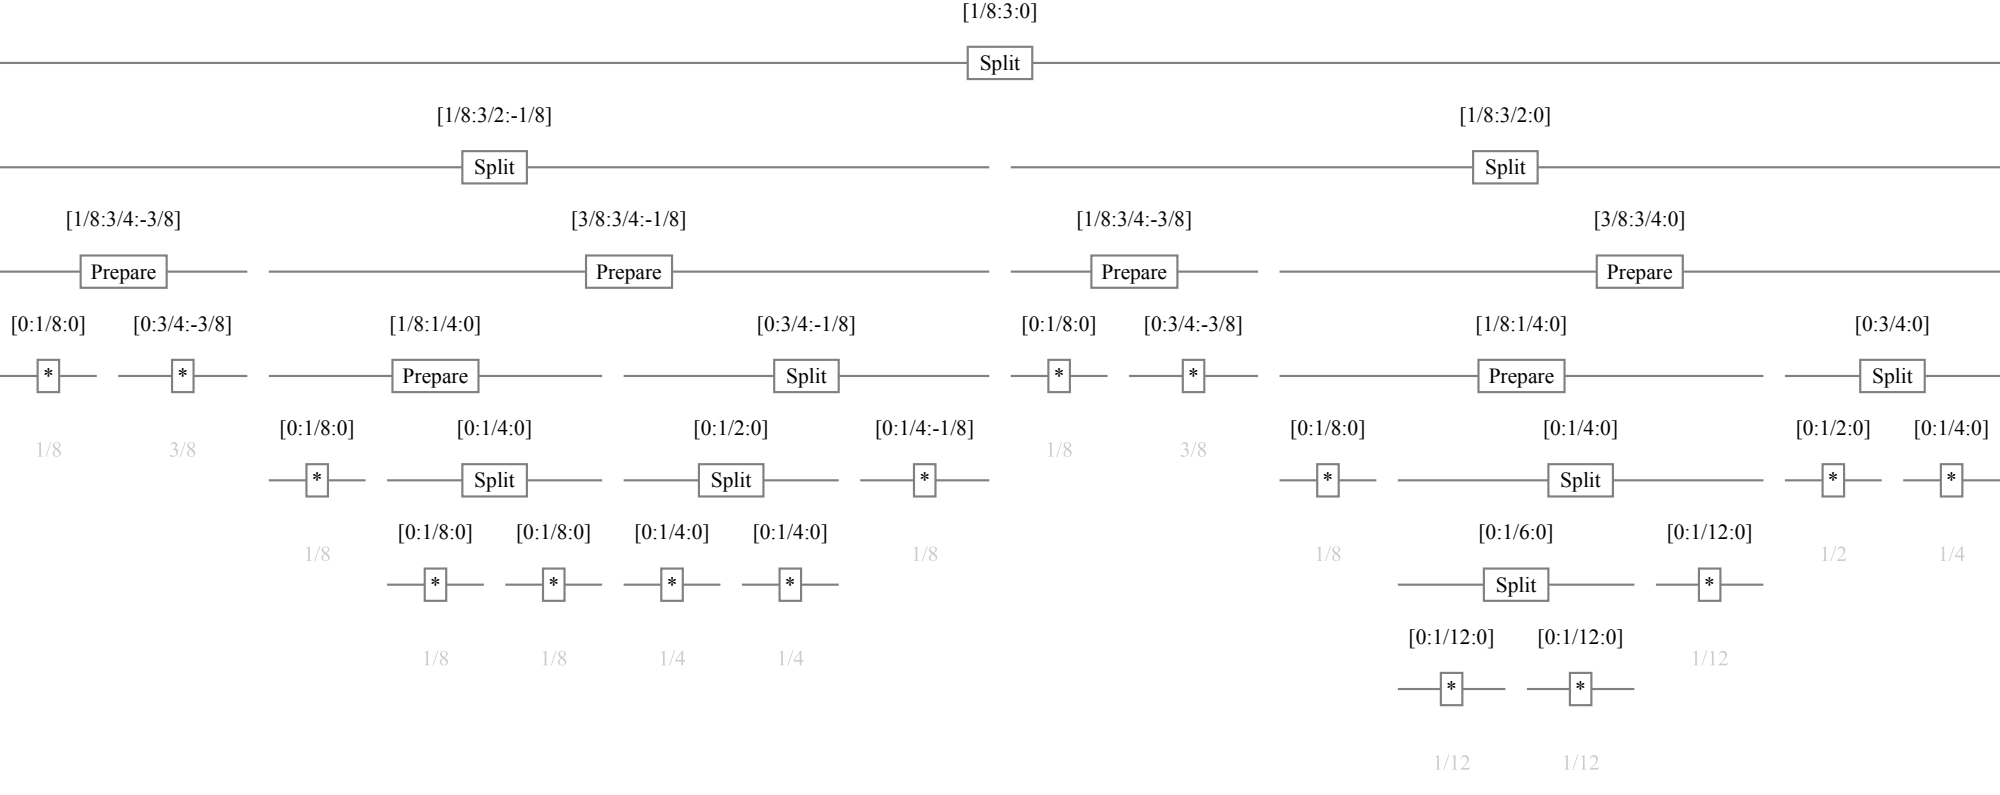 [1/8:3:0]
Split
[1/8:3/2:-1/8] [1/8:3/2:0]
Split Split
[1/8:3/4:-3/8] [3/8:3/4:-1/8] [1/8:3/4:-3/8] [3/8:3/4:0]
Prepare Prepare Prepare Prepare
[0:1/8:0] [0:3/4:-3/8] [1/8:1/4:0] [0:3/4:-1/8] [0:1/8:0] [0:3/4:-3/8] [1/8:1/4:0] [0:3/4:0]
* * Prepare Split * * Prepare Split
[0:1/8:0] [0:1/4:0] [0:1/2:0] [0:1/4:-1/8] [0:1/8:0] [0:1/4:0] [0:1/2:0] [0:1/4:0]
1/8 3/8 1/8 3/8
* Split Split * * Split * *
[0:1/8:0] [0:1/8:0] [0:1/4:0] [0:1/4:0] [0:1/6:0] [0:1/12:0]
1/8 1/8 1/8 1/2 1/4
* * * * Split *
[0:1/12:0] [0:1/12:0]
1/8 1/8 1/4 1/4 1/12
* *
1/12 1/12